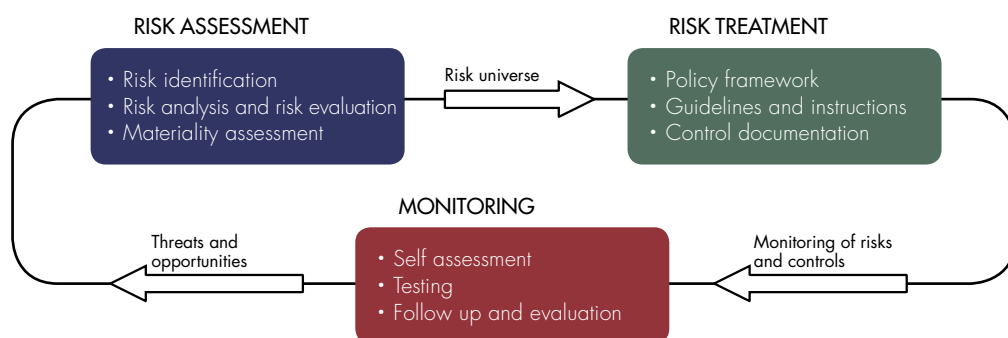 RISK ASSESSMENT
• Risk identification
• Risk analysis and risk evaluation
• Materiality assessment
Risk universe
RISK TREATMENT
• Policy framework
• Guidelines and instructions
• Control documentation
MONITORING
• Self assessment
• Testing
• Follow up and evaluation
Monitoring of risks
and controls
Threats and
opportunities